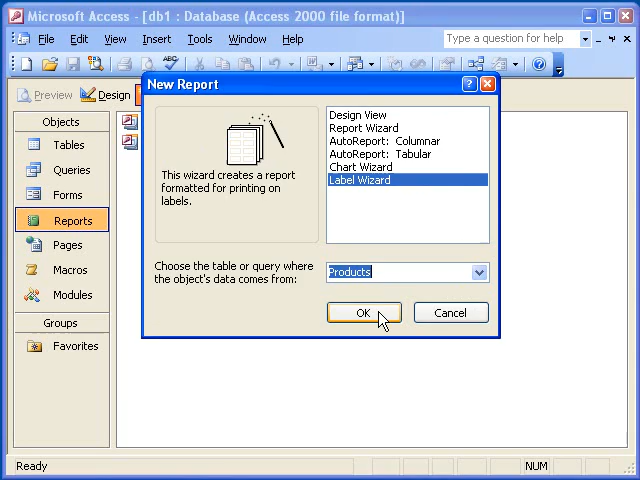 Microsoft Access - [db1 : Database (Access 2000 file format)]
File Edit View Insert Tools Window Help Type a question for help
Preview Design
New Report
Objects
Tables
Queries
Forms
Reports
Pages
Macros
Modules
Groups
Favorites
This wizard creates a report
formatted for printing on
labels.
Design View
Report Wizard
AutoReport: Columnar
AutoReport: Tabular
Chart Wizard
Label Wizard
Choose the table or query where
the object's data comes from:
Products
OK Cancel
Ready NUM